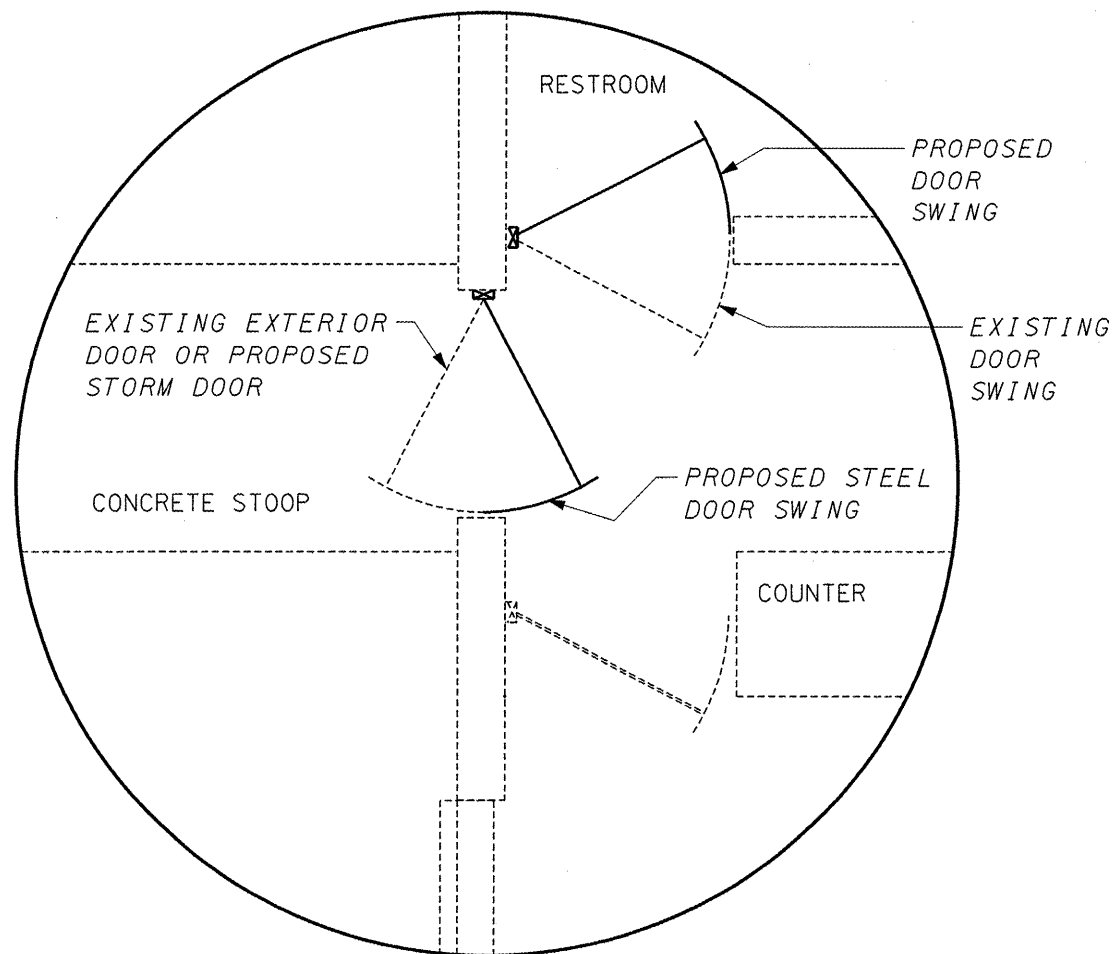 RESTROOM
PROPOSED
DOOR
SWING
EXISTING EXTERIOR
DOOR OR PROPOSED
STORM DOOR
EXISTING
DOOR
SWING
CONCRETE STOOP
PROPOSED STEEL
DOOR SWING
COUNTER